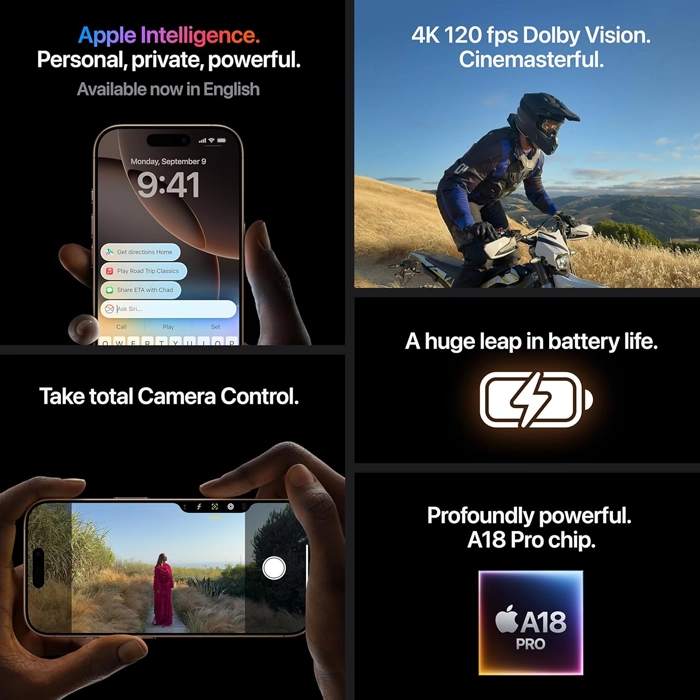 Apple Intelligence.
Personal, private, powerful.
Available now in English
Monday, September 9
9:41
Get directions Home
Play Road Trip Classics
Share ETA with Chad
Ask Siri...
Call Play Set
Q W E R T Y U I O P
4K 120 fps Dolby Vision.
Cinemasterful.
A huge leap in battery life.
Take total Camera Control.
Profoundly powerful.
A18 Pro chip.
A18
PRO